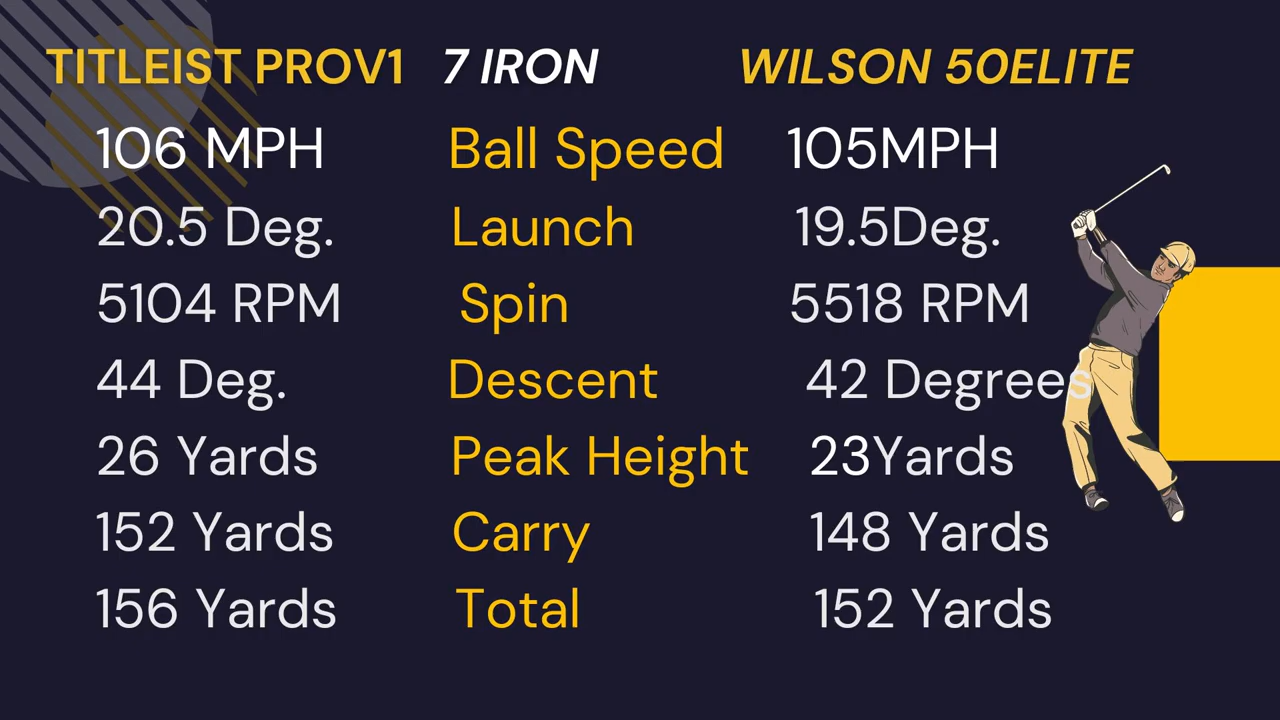 TITLEIST PROV1 7 IRON WILSON 50ELITE
106 MPH Ball Speed 105MPH
20.5 Deg. Launch 19.5Deg.
5104 RPM Spin 5518 RPM
44 Deg. Descent 42 Degrees
26 Yards Peak Height 23Yards
152 Yards Carry 148 Yards
156 Yards Total 152 Yards